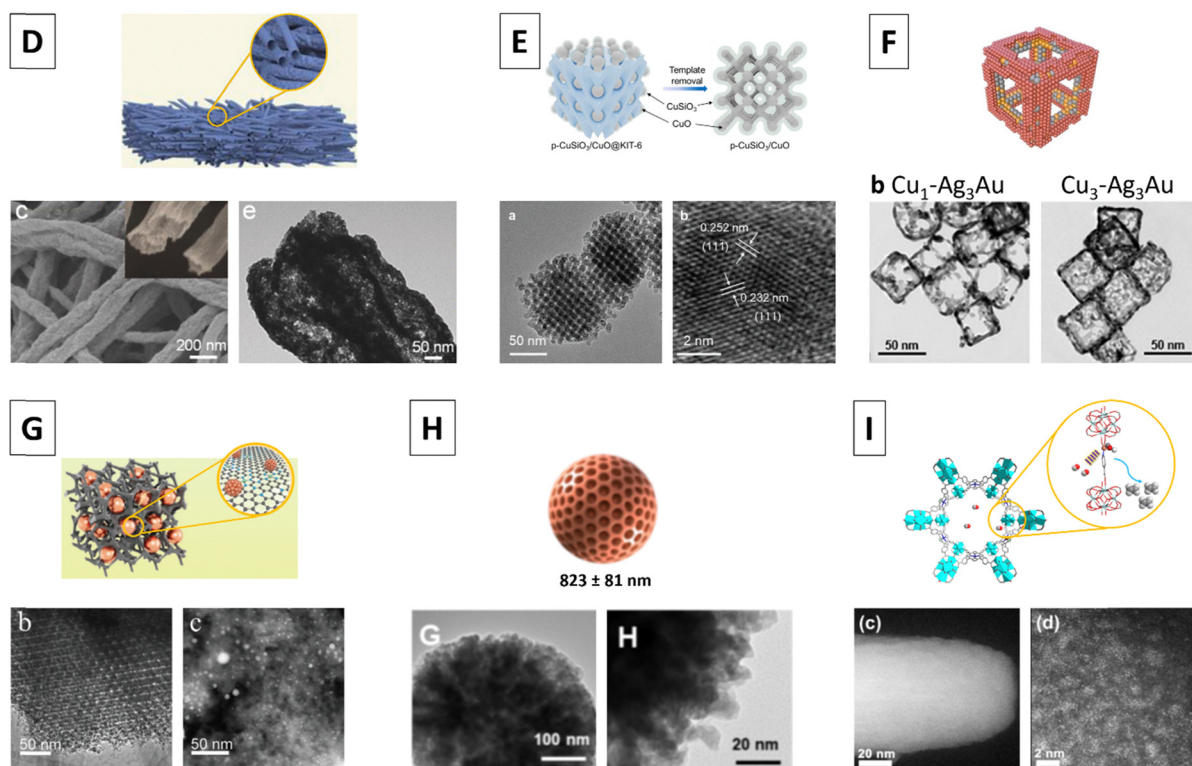 D
E
F
Template
removal
CuSiO₃
CuO
p-CuSiO₃/CuO@KIT-6
p-CuSiO₃/CuO
c
200 nm
e
50 nm
a
50 nm
b
0.252 nm
(111)
0.232 nm
(111)
2 nm
b Cu₁-Ag₃Au
Cu₃-Ag₃Au
50 nm
50 nm
G
H
I
823 ± 81 nm
b
50 nm
c
50 nm
G
100 nm
H
20 nm
(c)
20 nm
(d)
2 nm